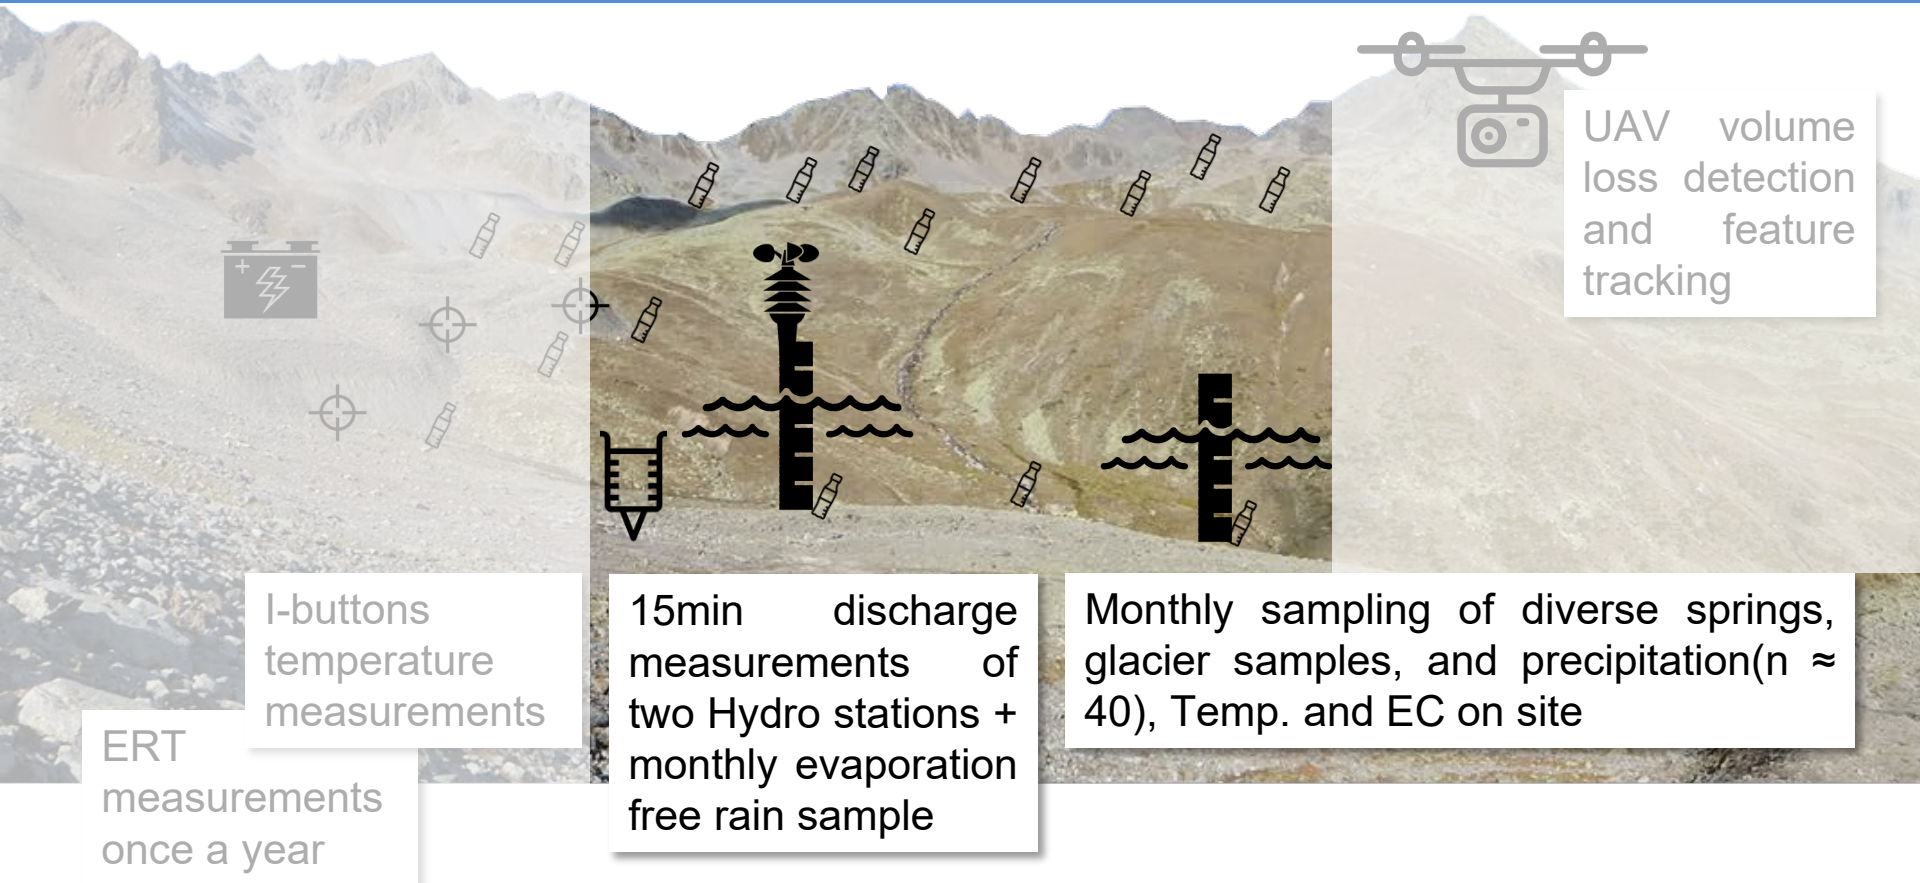 UAV volume
loss detection
and feature
tracking
I-buttons
temperature
measurements
ERT
measurements
once a year
15min discharge
measurements of
two Hydro stations +
monthly evaporation
free rain sample
Monthly sampling of diverse springs,
glacier samples, and precipitation(n ≈
40), Temp. and EC on site